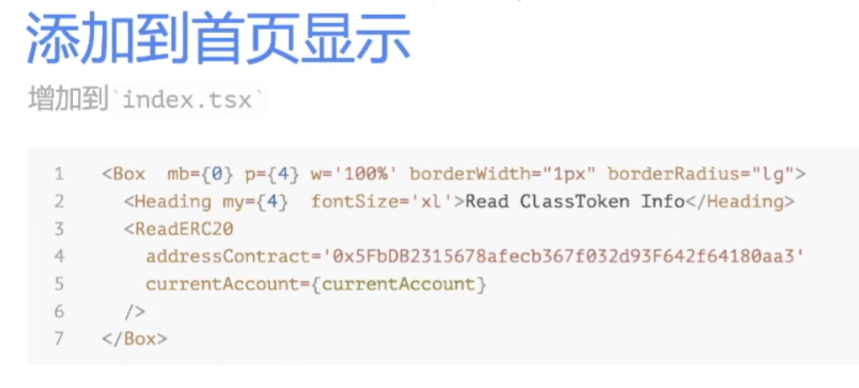 添加到首页显示
增加到`index.tsx`
1 <Box  mb={0} p={4} w='100%' borderWidth="1px" borderRadius="lg">
2   <Heading my={4}  fontSize='xl'>Read ClassToken Info</Heading>
3   <ReadERC20
4     addressContract='0x5FbDB2315678afecb367f032d93F642f64180aa3'
5     currentAccount={currentAccount}
6   />
7 </Box>